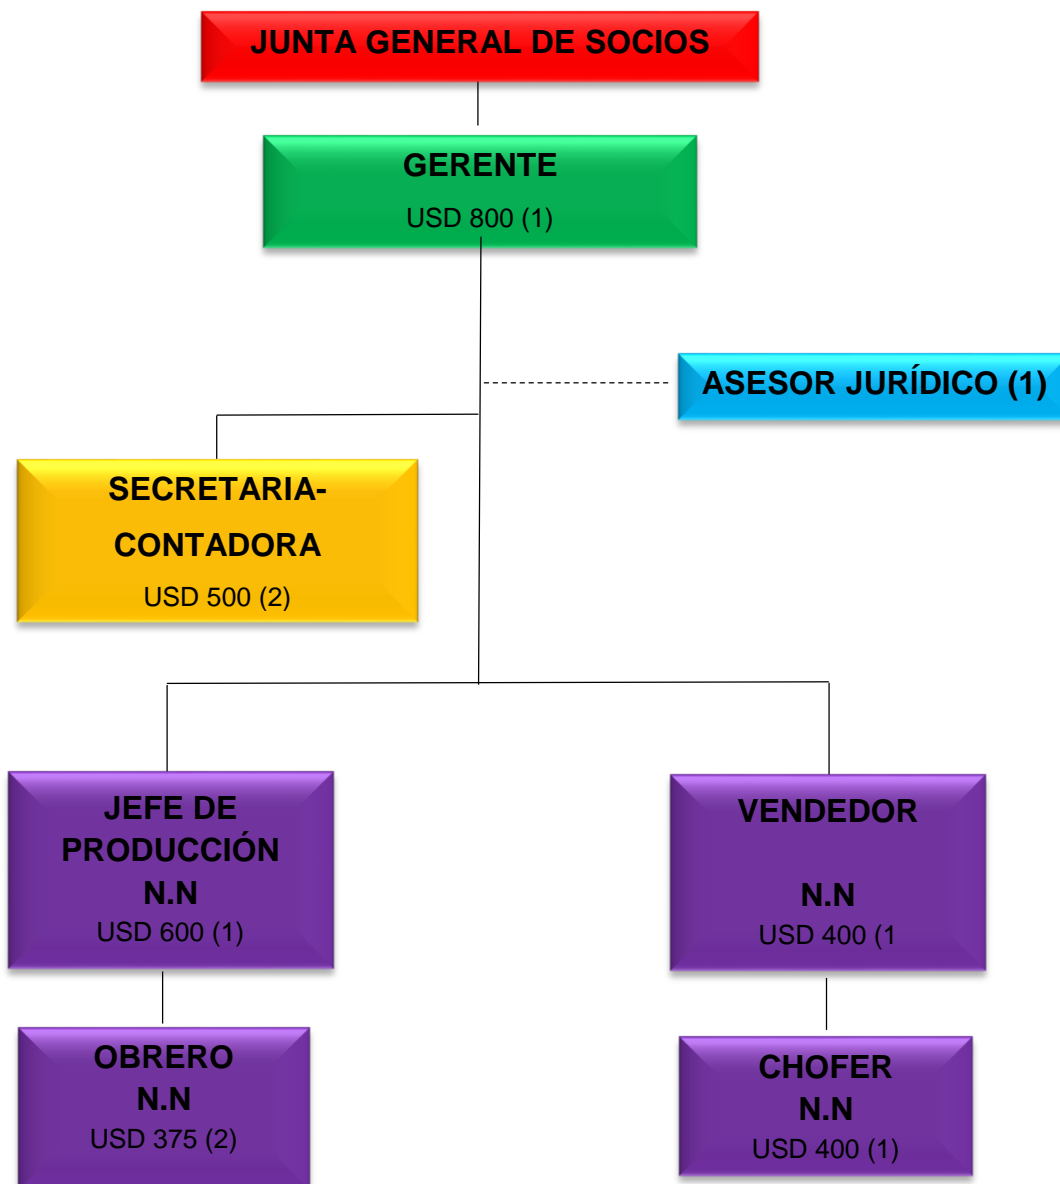 JUNTA GENERAL DE SOCIOS
GERENTE
USD 800 (1)
ASESOR JURÍDICO (1)
SECRETARIA-
CONTADORA
USD 500 (2)
JEFE DE
PRODUCCIÓN
N.N
USD 600 (1)
VENDEDOR
N.N
USD 400 (1
OBRERO
N.N
USD 375 (2)
CHOFER
N.N
USD 400 (1)